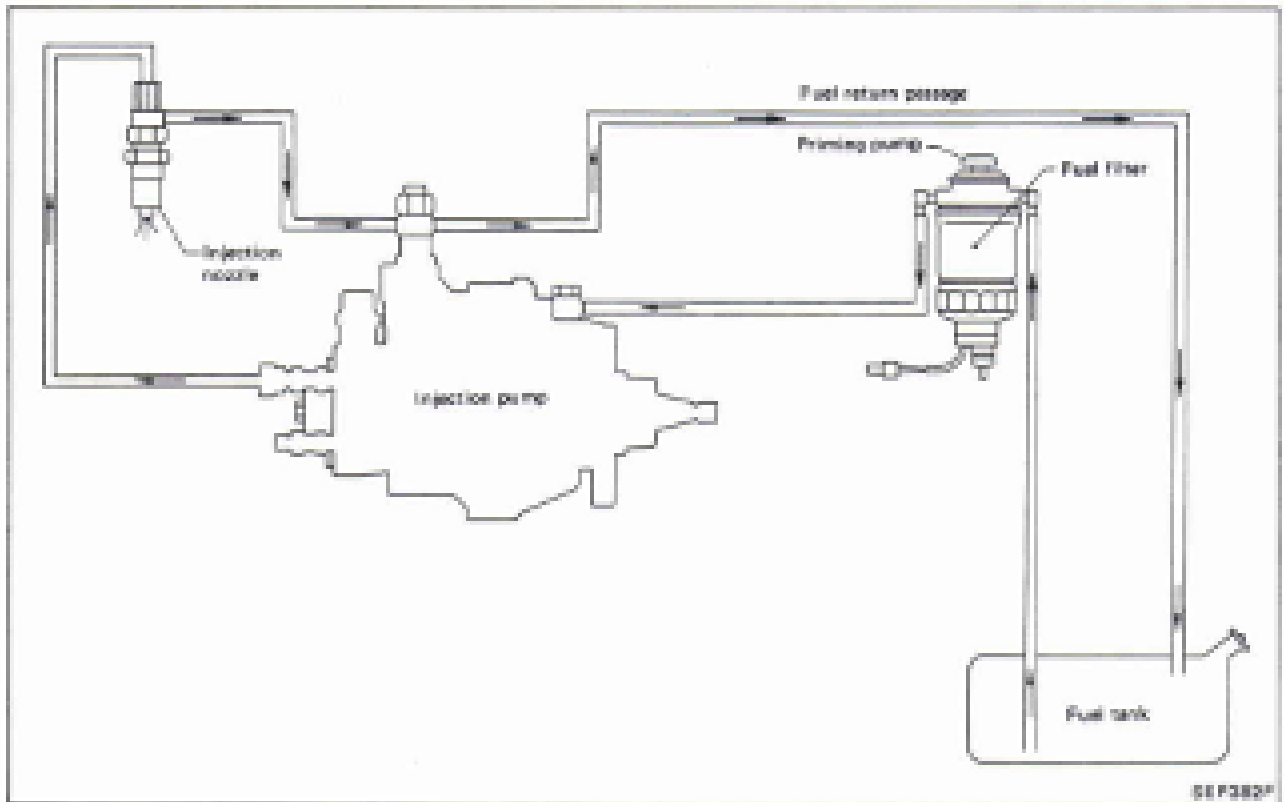 Fuel return passage
Priming pump
Fuel filter
Injection
nozzle
Injection pump
Fuel tank
SEF382F